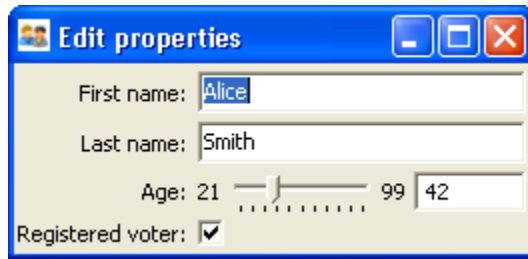 Edit properties
First name: Alice
Last name: Smith
Age: 21 99 42
Registered voter: